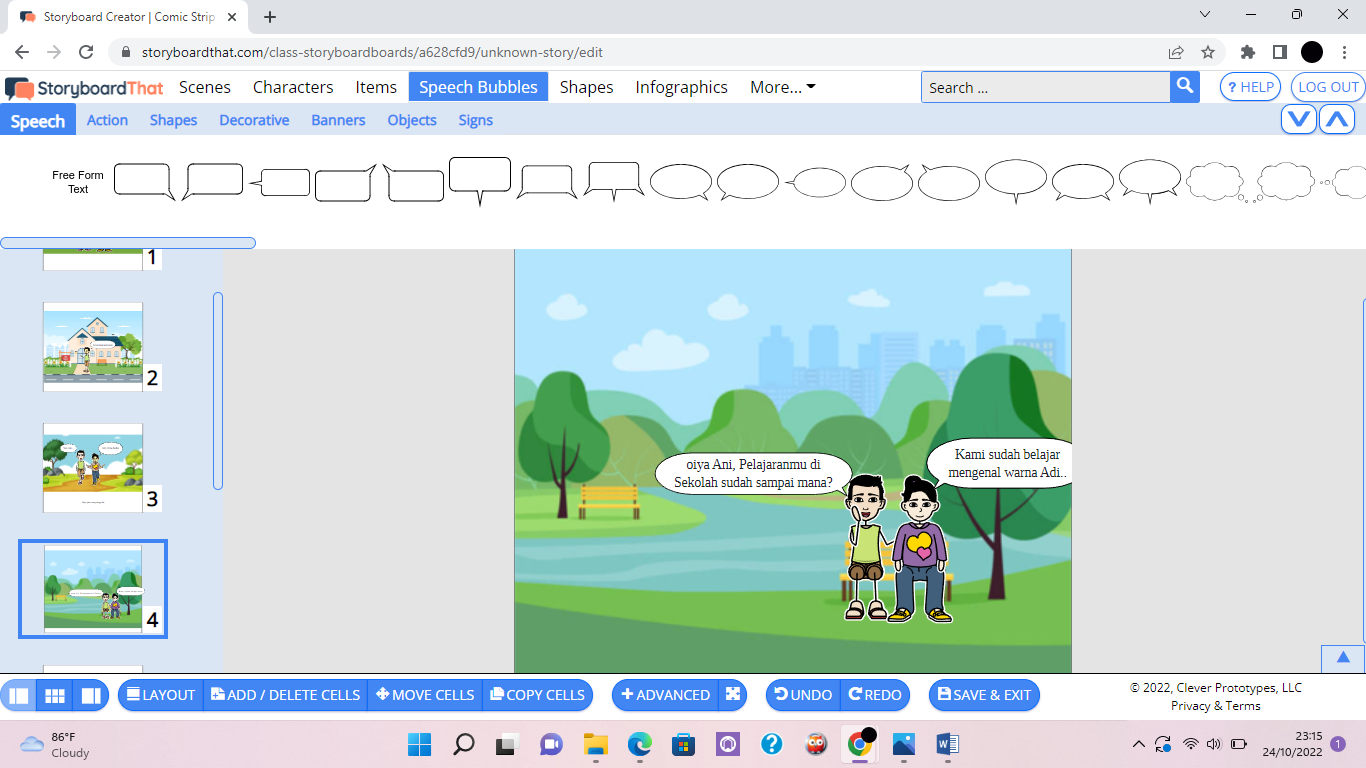 Storyboard Creator | Comic Strip
storyboardthat.com/class-storyboardboards/a628cfd9/unknown-story/edit
StoryboardThat Scenes Characters Items Speech Bubbles Shapes Infographics More... Search ... ? HELP LOG OUT
Speech Action Shapes Decorative Banners Objects Signs
Free Form
Text
1
2
3
4
oiya Ani, Pelajaranmu di
Sekolah sudah sampai mana?
Kami sudah belajar
mengenal warna Adi..
LAYOUT ADD / DELETE CELLS MOVE CELLS COPY CELLS ADVANCED UNDO REDO SAVE & EXIT
© 2022, Clever Prototypes, LLC
Privacy & Terms
86°F
Cloudy
23:15
24/10/2022
1